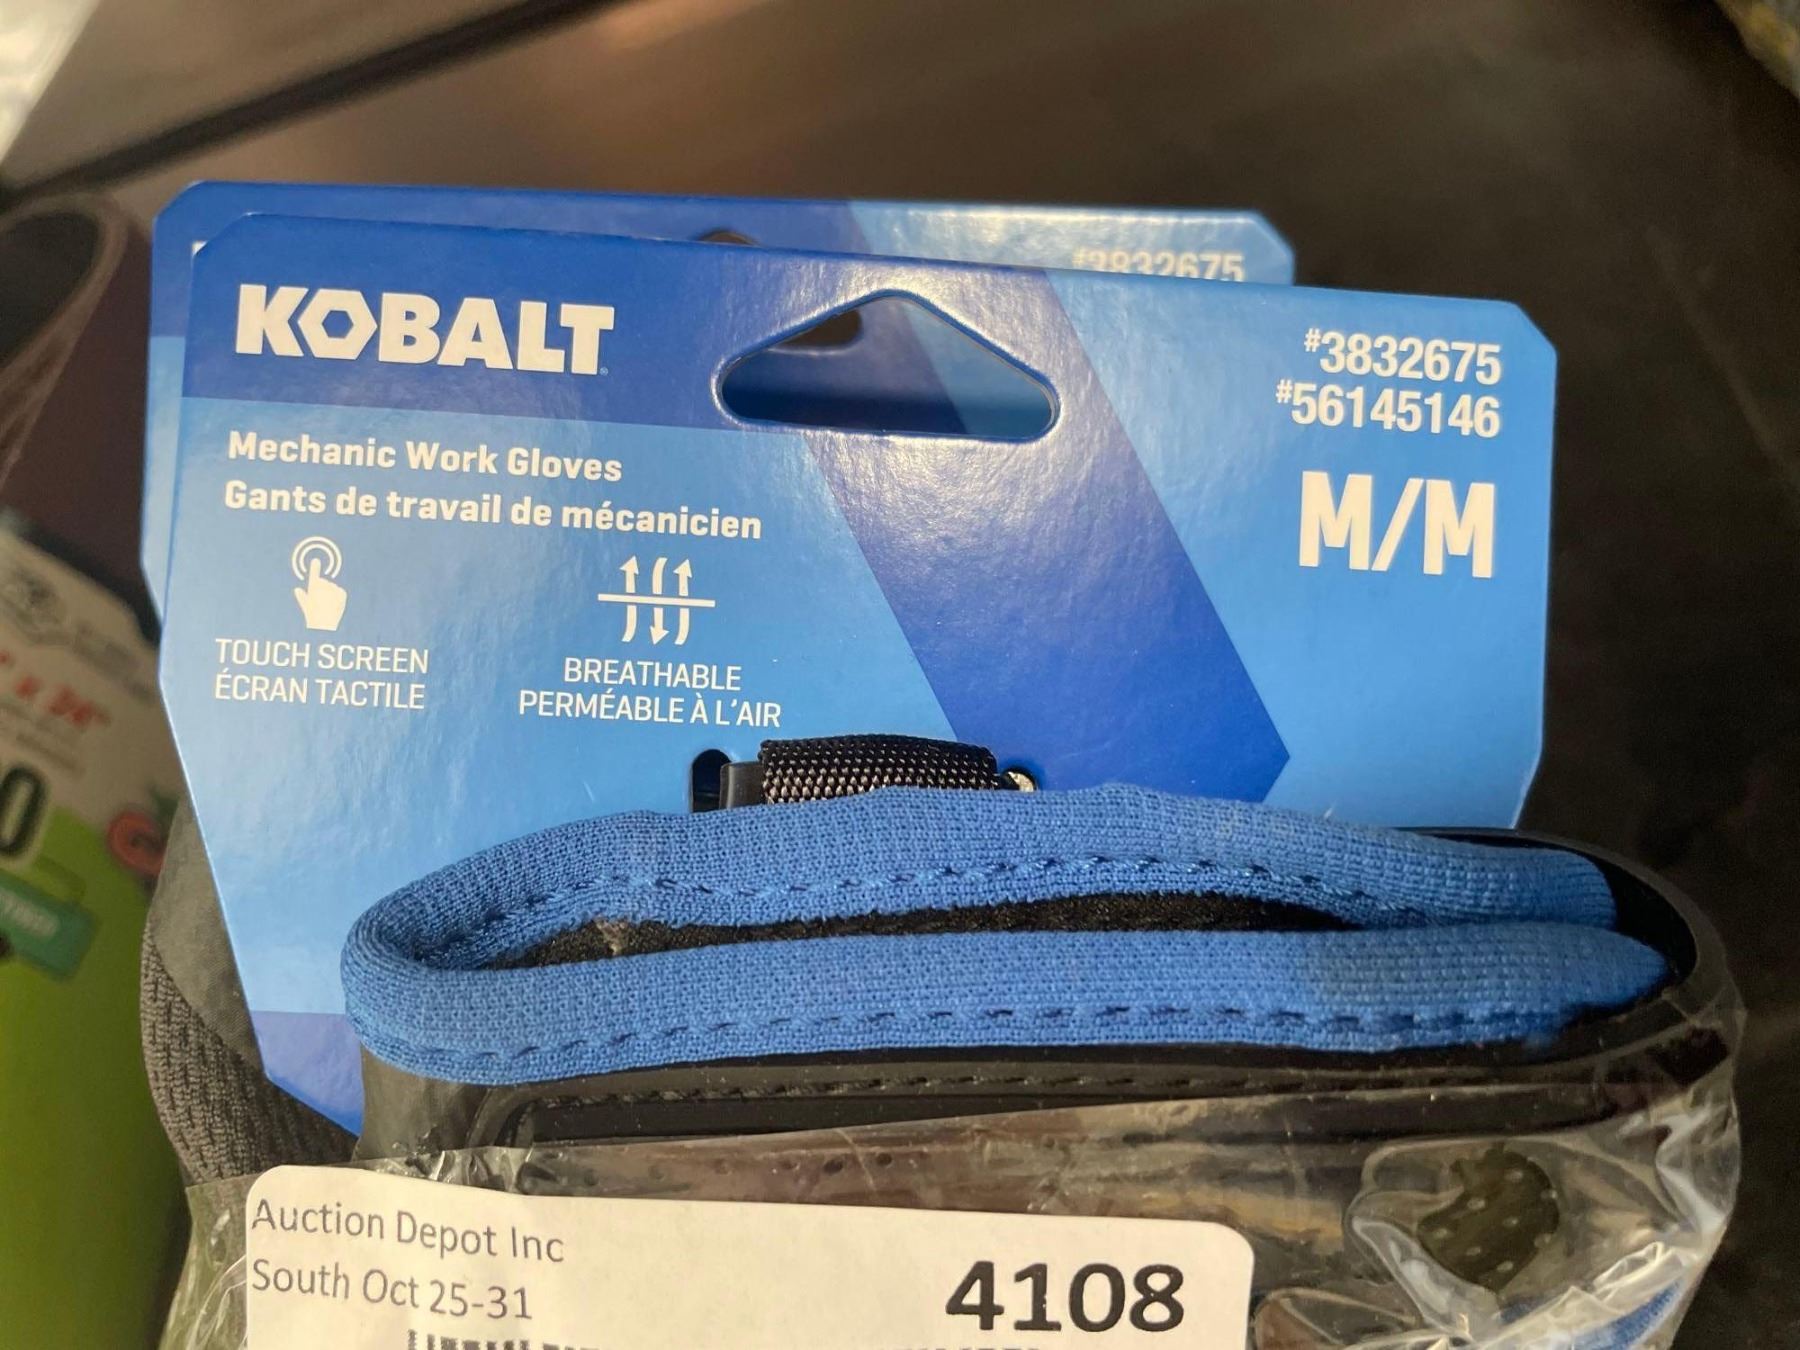 #3832675
KOBALT
#3832675
#56145146
M/M
Mechanic Work Gloves
Gants de travail de mécanicien
TOUCH SCREEN
ÉCRAN TACTILE
BREATHABLE
PERMÉABLE À L'AIR
Auction Depot Inc
South Oct 25-31
4108